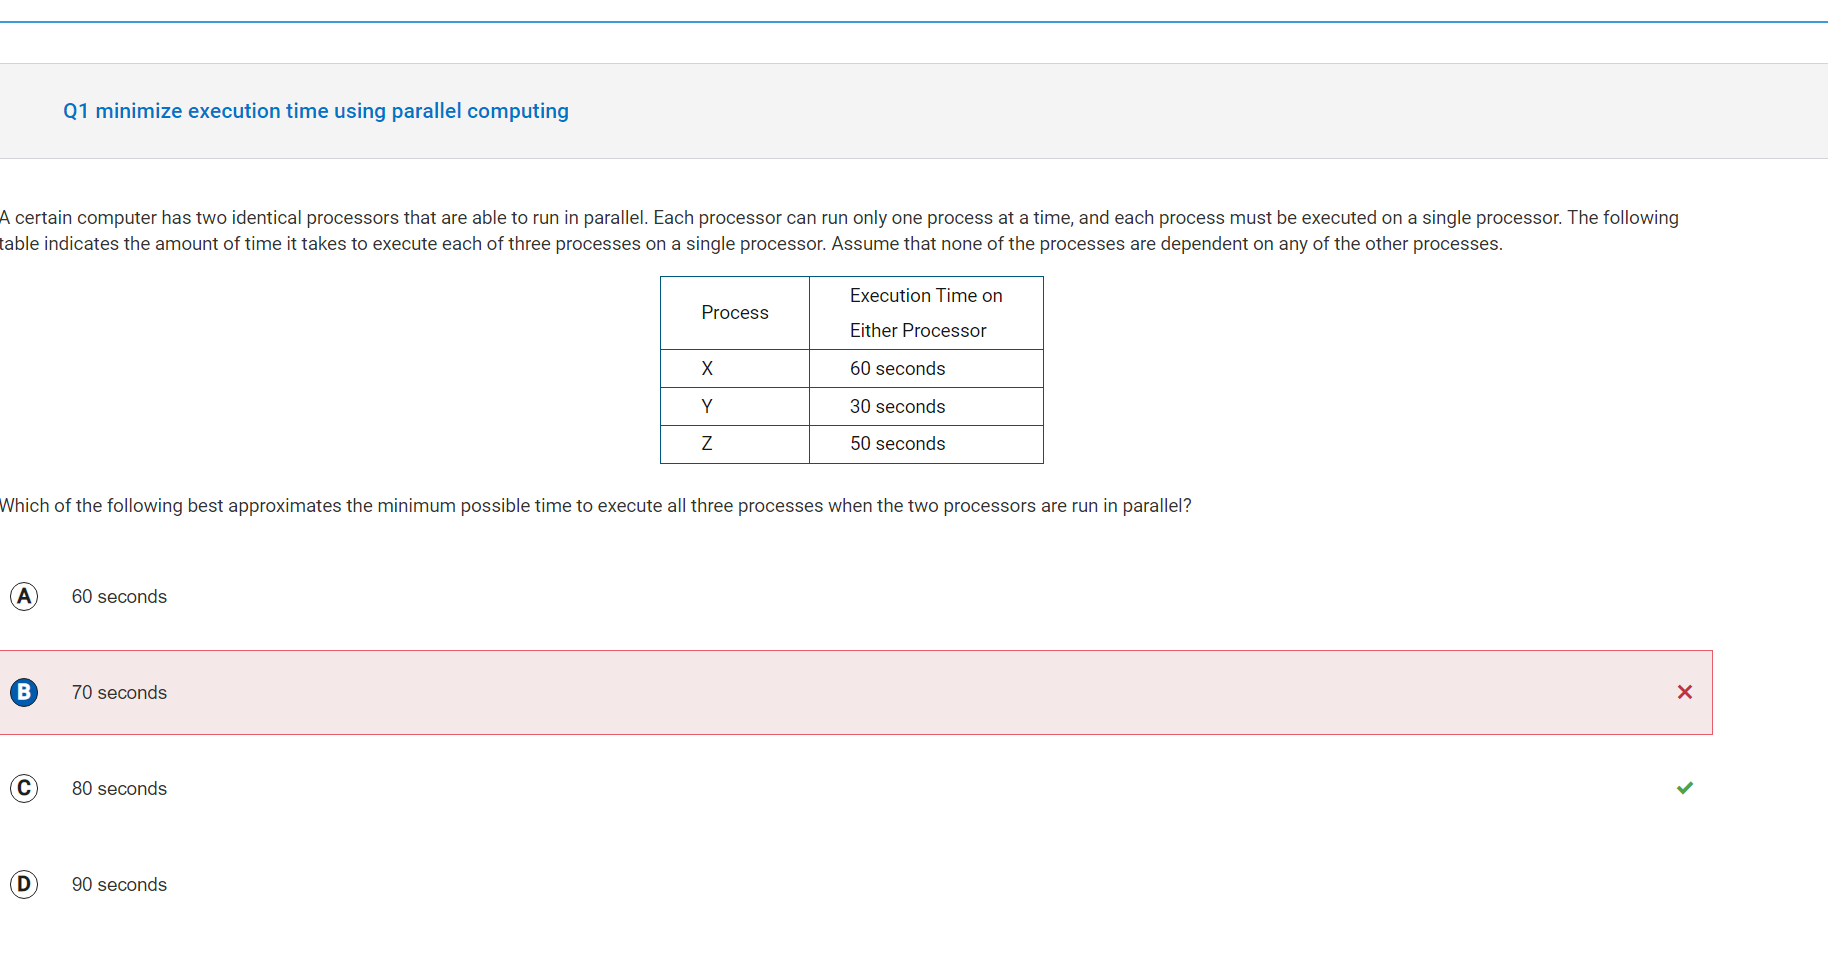 Q1 minimize execution time using parallel computing
A certain computer has two identical processors that are able to run in parallel. Each processor can run only one process at a time, and each process must be executed on a single processor. The following
table indicates the amount of time it takes to execute each of three processes on a single processor. Assume that none of the processes are dependent on any of the other processes.
Process
Execution Time on
Either Processor
X 60 seconds
Y 30 seconds
Z 50 seconds
Which of the following best approximates the minimum possible time to execute all three processes when the two processors are run in parallel?
A 60 seconds
B 70 seconds
C 80 seconds
D 90 seconds